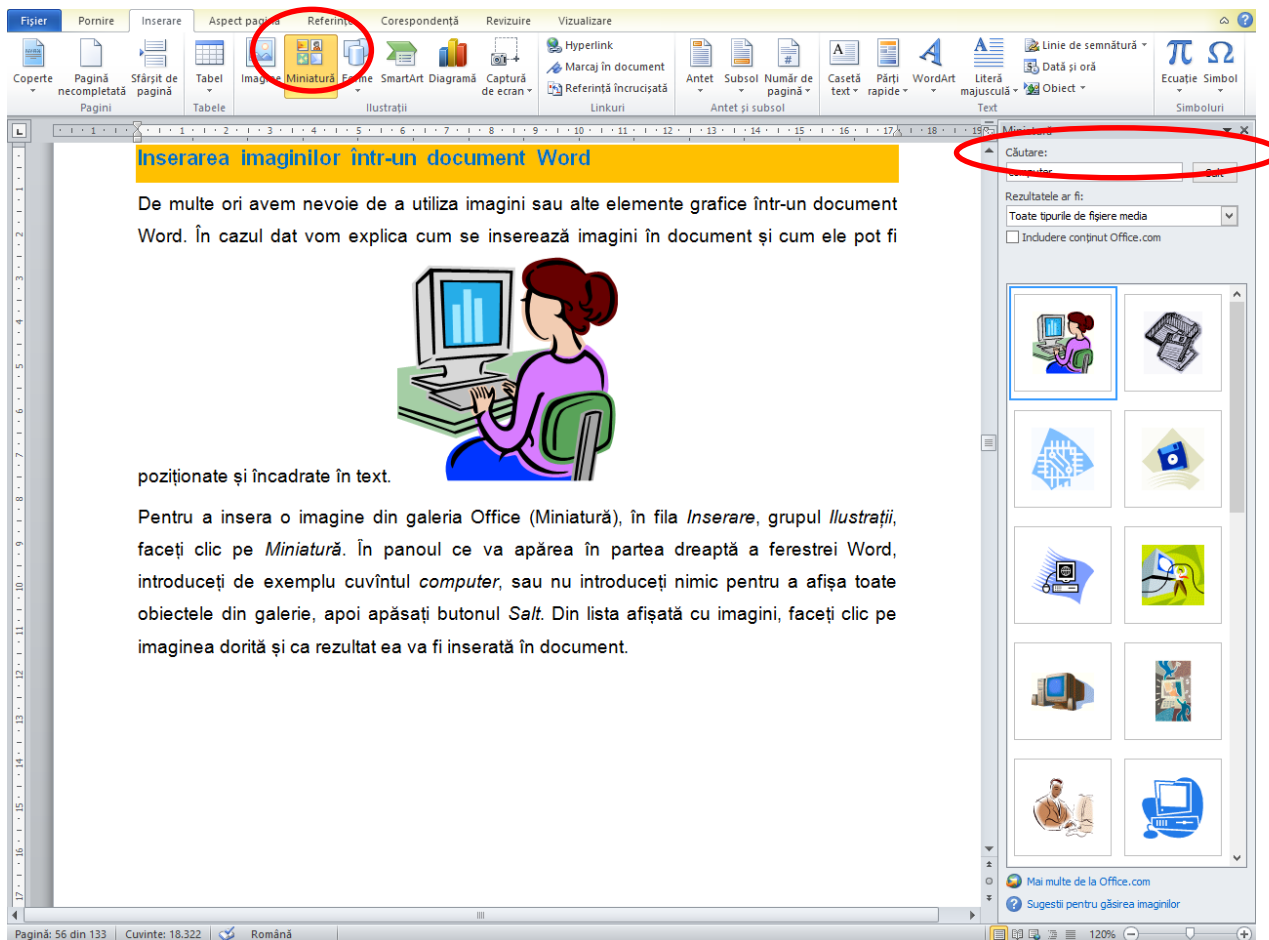 Fișier Pornire Inserare Aspect pagină Referințe Corespondență Revizuire Vizualizare
Coperte Pagină necompletată Sfârșit de pagină
Pagini
Tabel
Tabele
Imagine Miniatură Forme SmartArt Diagramă Captură de ecran
Ilustrații
Hyperlink
Marcaj în document
Referință încrucișată
Linkuri
Antet Subsol Număr de pagină
Antet și subsol
Casetă text Părți rapide WordArt Literă majusculă
Linie de semnătură
Dată și oră
Obiect
Text
Ecuație Simbol
Simboluri
Inserarea imaginilor într-un document Word
De multe ori avem nevoie de a utiliza imagini sau alte elemente grafice într-un document
Word. În cazul dat vom explica cum se inserează imagini în document și cum ele pot fi
poziționate și încadrate în text.
Pentru a insera o imagine din galeria Office (Miniatură), în fila Inserare, grupul Ilustrații,
faceți clic pe Miniatură. În panoul ce va apărea în partea dreaptă a ferestrei Word,
introduceți de exemplu cuvîntul computer, sau nu introduceți nimic pentru a afișa toate
obiectele din galerie, apoi apăsați butonul Salt. Din lista afișată cu imagini, faceți clic pe
imaginea dorită și ca rezultat ea va fi inserată în document.
Miniatură
Căutare:
computer Salt
Rezultatele ar fi:
Toate tipurile de fișiere media
Includere conținut Office.com
Mai multe de la Office.com
Sugestii pentru găsirea imaginilor
Pagină: 56 din 133 Cuvinte: 18.322 Română 120%